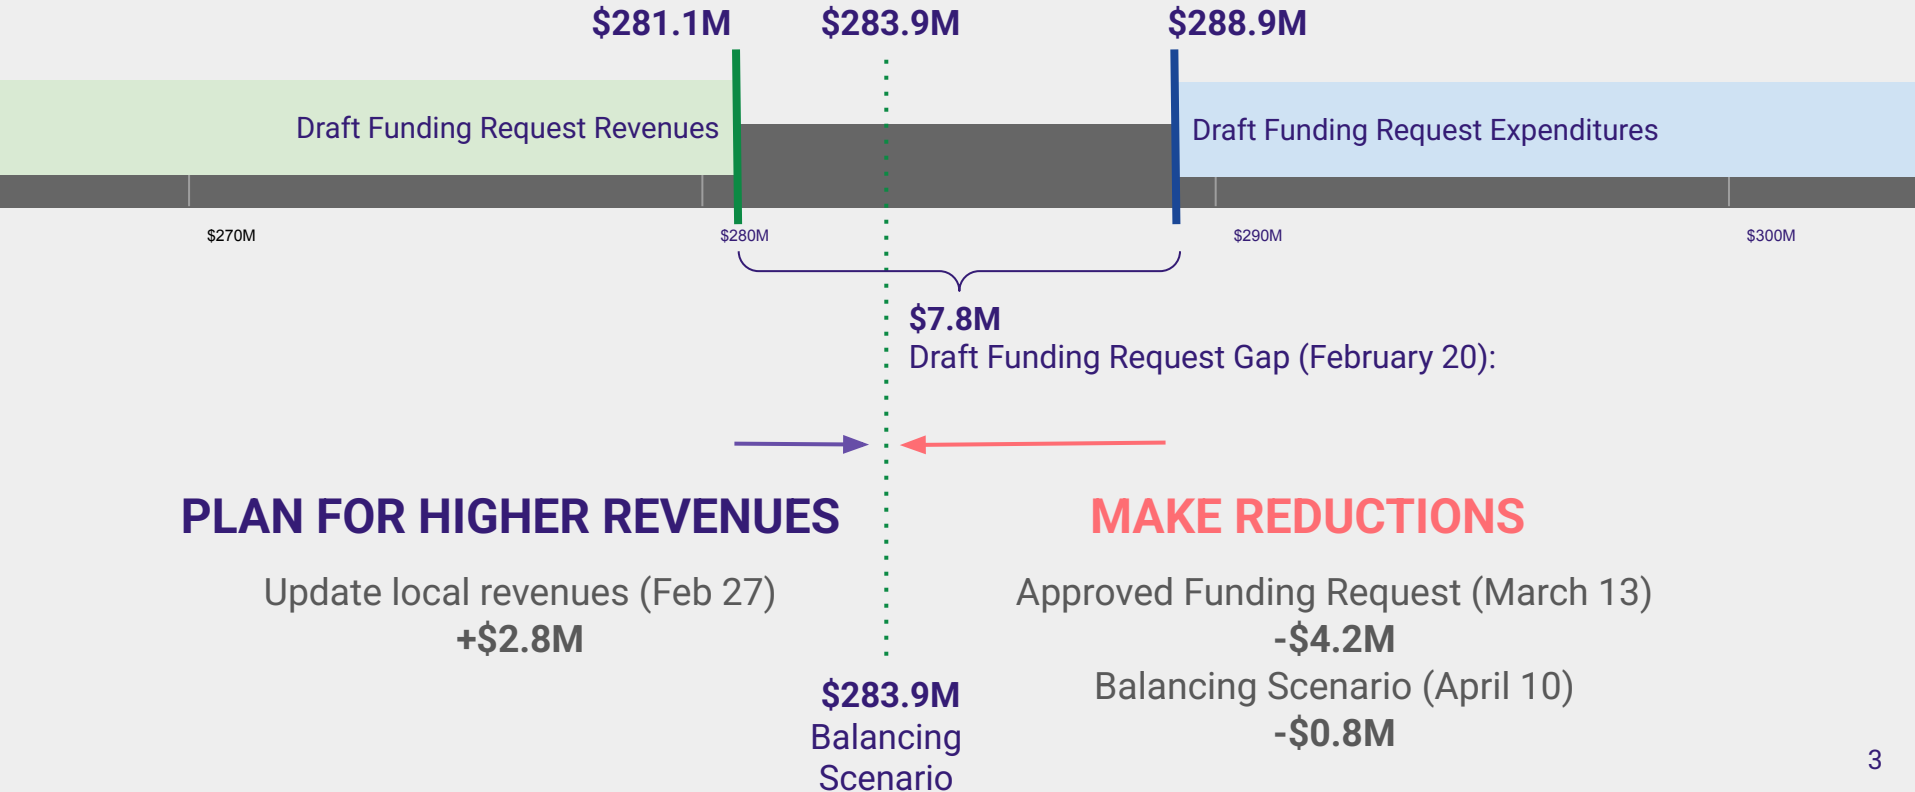 $281.1M
$283.9M
$288.9M
Draft Funding Request Revenues
Draft Funding Request Expenditures
$270M
$280M
$290M
$300M
$7.8M
Draft Funding Request Gap (February 20):
PLAN FOR HIGHER REVENUES
Update local revenues (Feb 27)
+$2.8M
MAKE REDUCTIONS
Approved Funding Request (March 13)
-$4.2M
Balancing Scenario (April 10)
-$0.8M
$283.9M
Balancing
Scenario
3